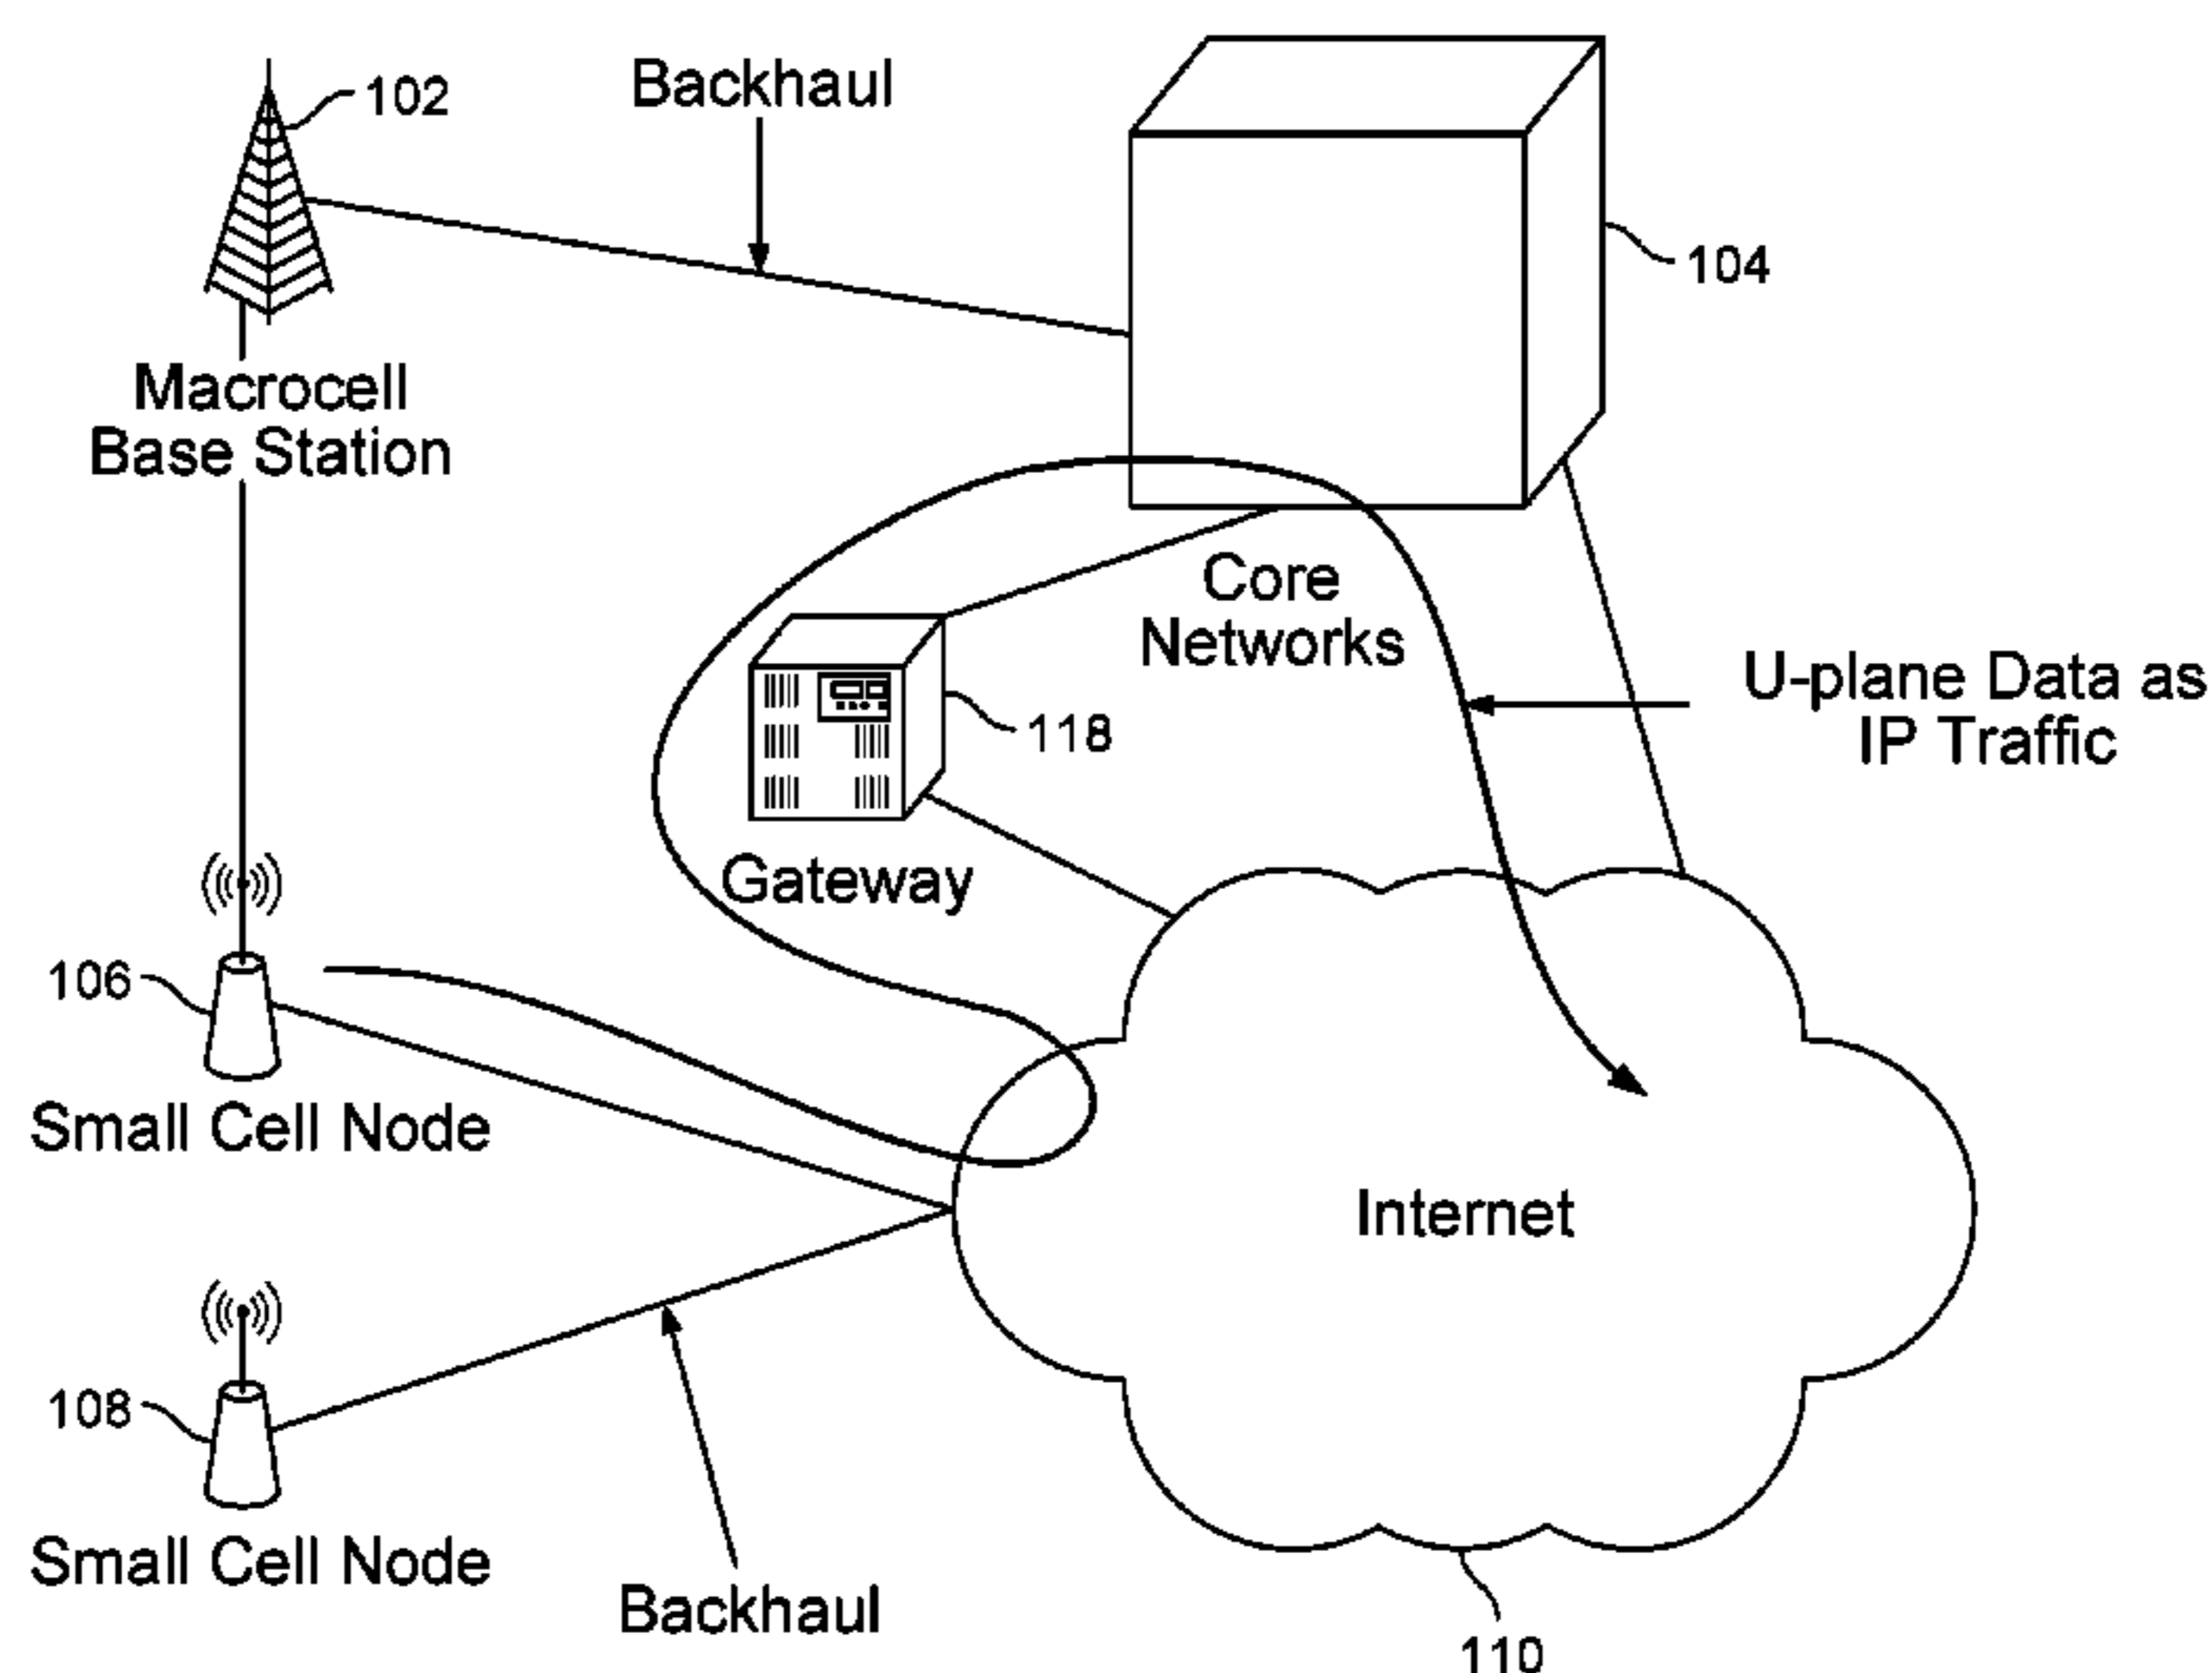 102
Backhaul
104
Macrocell
Base Station
Core
Networks
U-plane Data as
IP Traffic
118
Gateway
106
Small Cell Node
Internet
108
Small Cell Node
Backhaul
110